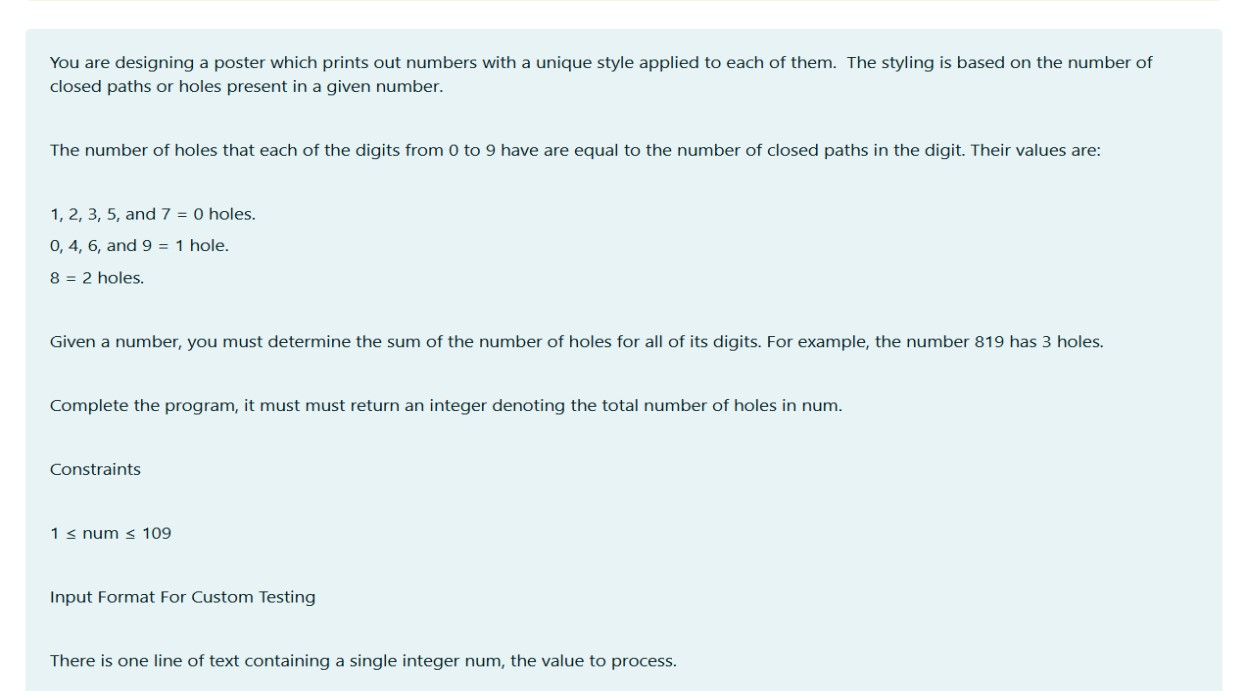 You are designing a poster which prints out numbers with a unique style applied to each of them.  The styling is based on the number of
closed paths or holes present in a given number.
The number of holes that each of the digits from 0 to 9 have are equal to the number of closed paths in the digit. Their values are:
1, 2, 3, 5, and 7 = 0 holes.
0, 4, 6, and 9 = 1 hole.
8 = 2 holes.
Given a number, you must determine the sum of the number of holes for all of its digits. For example, the number 819 has 3 holes.
Complete the program, it must must return an integer denoting the total number of holes in num.
Constraints
1 ≤ num ≤ 109
Input Format For Custom Testing
There is one line of text containing a single integer num, the value to process.